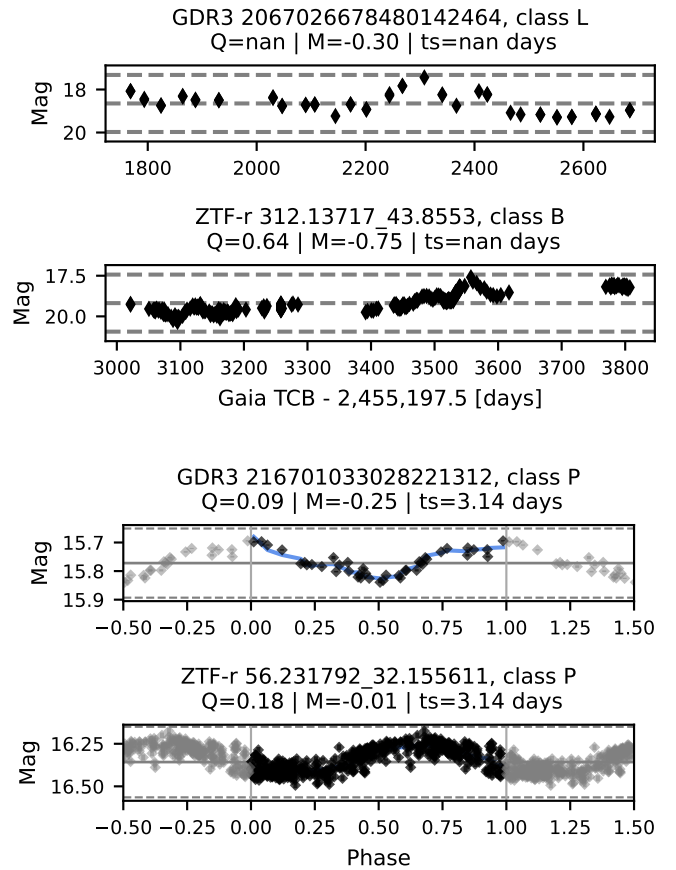 GDR3 2067026678480142464, class L
Q=nan | M=-0.30 | ts=nan days
Mag
18
20
1800 2000 2200 2400 2600
ZTF-r 312.13717_43.8553, class B
Q=0.64 | M=-0.75 | ts=nan days
Mag
17.5
20.0
3000 3100 3200 3300 3400 3500 3600 3700 3800
Gaia TCB - 2,455,197.5 [days]
GDR3 216701033028221312, class P
Q=0.09 | M=-0.25 | ts=3.14 days
Mag
15.7
15.8
15.9
−0.50 −0.25 0.00 0.25 0.50 0.75 1.00 1.25 1.50
ZTF-r 56.231792_32.155611, class P
Q=0.18 | M=-0.01 | ts=3.14 days
Mag
16.25
16.50
−0.50 −0.25 0.00 0.25 0.50 0.75 1.00 1.25 1.50
Phase